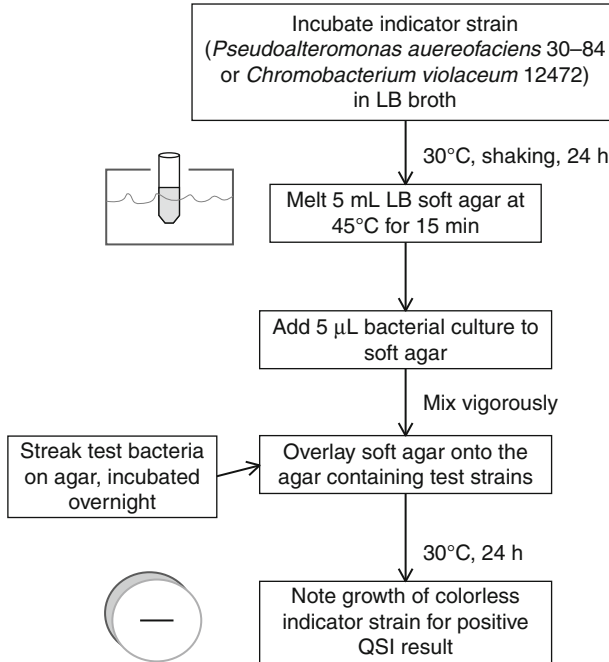 Incubate indicator strain
(Pseudoalteromonas auereofaciens 30–84
or Chromobacterium violaceum 12472)
in LB broth
30°C, shaking, 24 h
Melt 5 mL LB soft agar at
45°C for 15 min
Add 5 μL bacterial culture to
soft agar
Mix vigorously
Streak test bacteria
on agar, incubated
overnight
Overlay soft agar onto the
agar containing test strains
30°C, 24 h
Note growth of colorless
indicator strain for positive
QSI result